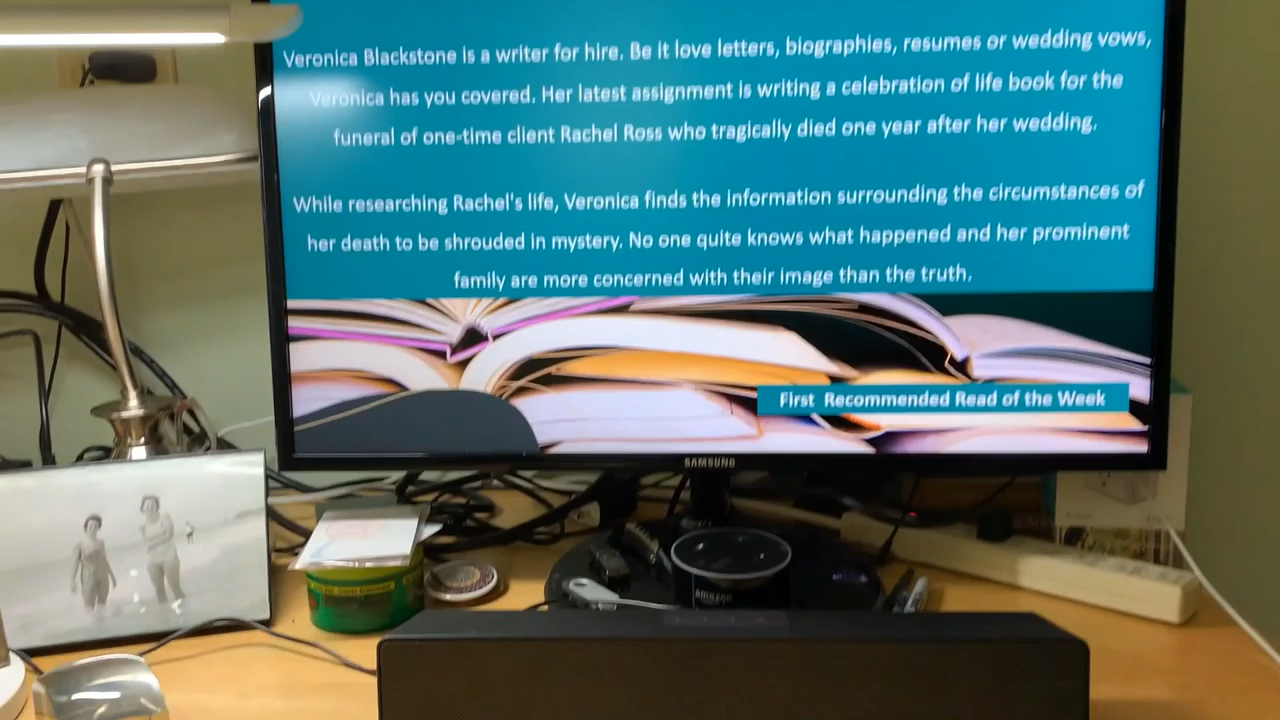 Veronica Blackstone is a writer for hire. Be it love letters, biographies, resumes or wedding vows,
Veronica has you covered. Her latest assignment is writing a celebration of life book for the
funeral of one-time client Rachel Ross who tragically died one year after her wedding.
While researching Rachel's life, Veronica finds the information surrounding the circumstances of
her death to be shrouded in mystery. No one quite knows what happened and her prominent
family are more concerned with their image than the truth.
First Recommended Read of the Week
SAMSUNG
amazon